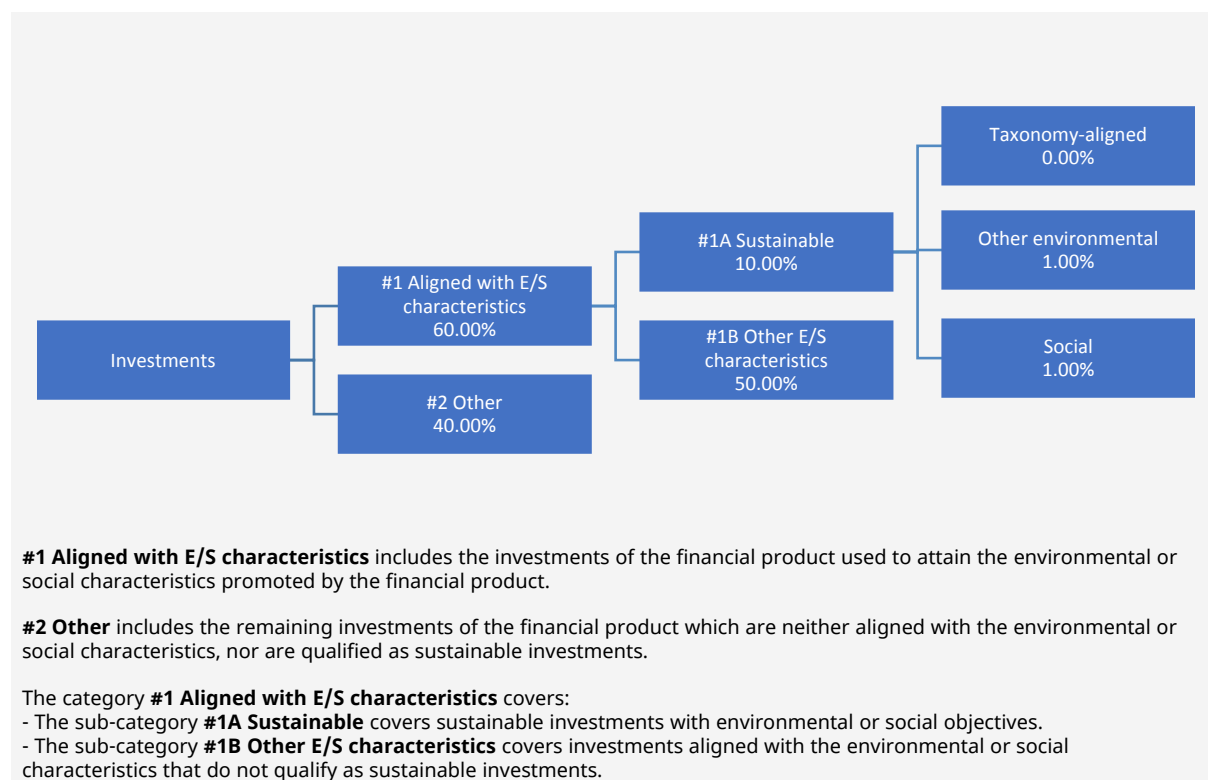 Investments
#1 Aligned with E/S
characteristics
60.00%
#2 Other
40.00%
#1A Sustainable
10.00%
#1B Other E/S
characteristics
50.00%
Taxonomy-aligned
0.00%
Other environmental
1.00%
Social
1.00%
#1 Aligned with E/S characteristics includes the investments of the financial product used to attain the environmental or
social characteristics promoted by the financial product.
#2 Other includes the remaining investments of the financial product which are neither aligned with the environmental or
social characteristics, nor are qualified as sustainable investments.
The category #1 Aligned with E/S characteristics covers:
- The sub-category #1A Sustainable covers sustainable investments with environmental or social objectives.
- The sub-category #1B Other E/S characteristics covers investments aligned with the environmental or social
characteristics that do not qualify as sustainable investments.